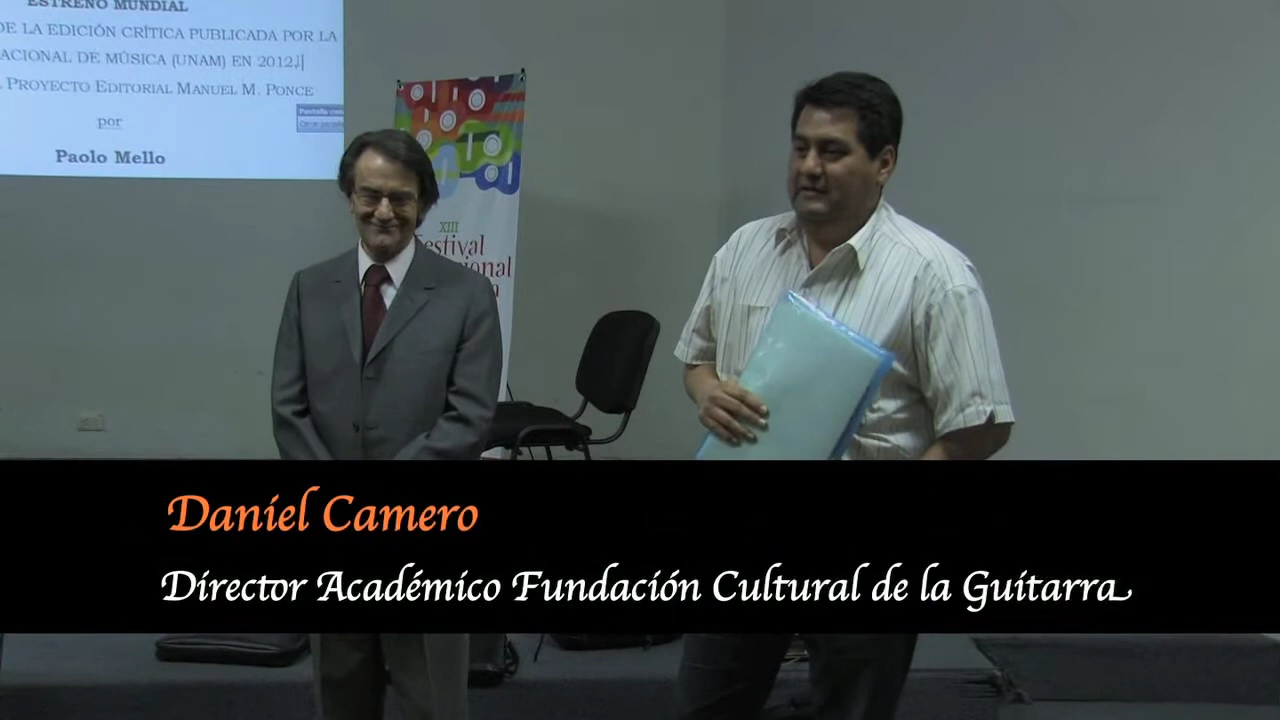 ESTRENO MUNDIAL
DE LA EDICIÓN CRÍTICA PUBLICADA POR LA
ACIONAL DE MÚSICA (UNAM) EN 2012,
PROYECTO EDITORIAL MANUEL M. PONCE
por
Paolo Mello
XIII
Festival
ional
Daniel Camero
Director Académico Fundación Cultural de la Guitarra